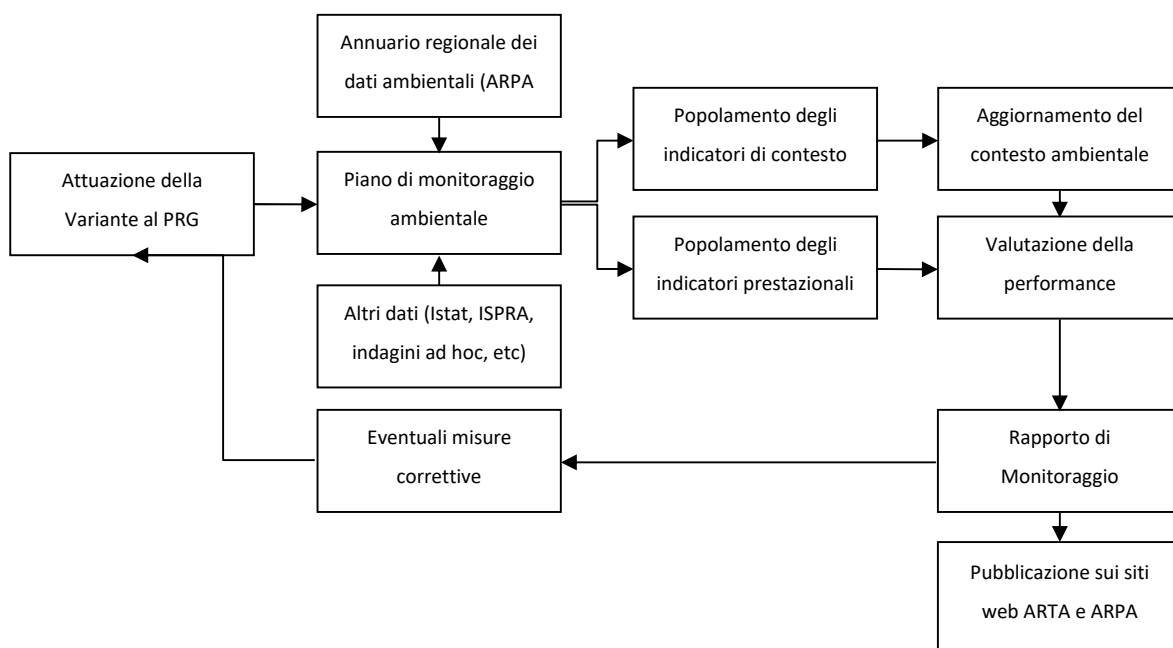 Annuario regionale dei
dati ambientali (ARPA
Attuazione della
Variante al PRG
Piano di monitoraggio
ambientale
Popolamento degli
indicatori di contesto
Aggiornamento del
contesto ambientale
Popolamento degli
indicatori prestazionali
Valutazione della
performance
Altri dati (Istat, ISPRA,
indagini ad hoc, etc)
Eventuali misure
correttive
Rapporto di
Monitoraggio
Pubblicazione sui siti
web ARTA e ARPA